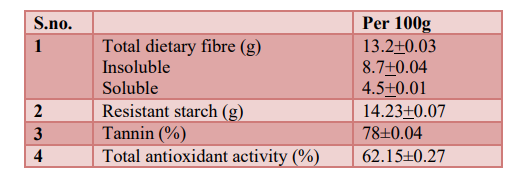 S.no. Per 100g
1 Total dietary fibre (g) 13.2±0.03
Insoluble 8.7±0.04
Soluble 4.5±0.01
2 Resistant starch (g) 14.23±0.07
3 Tannin (%) 78±0.04
4 Total antioxidant activity (%) 62.15±0.27